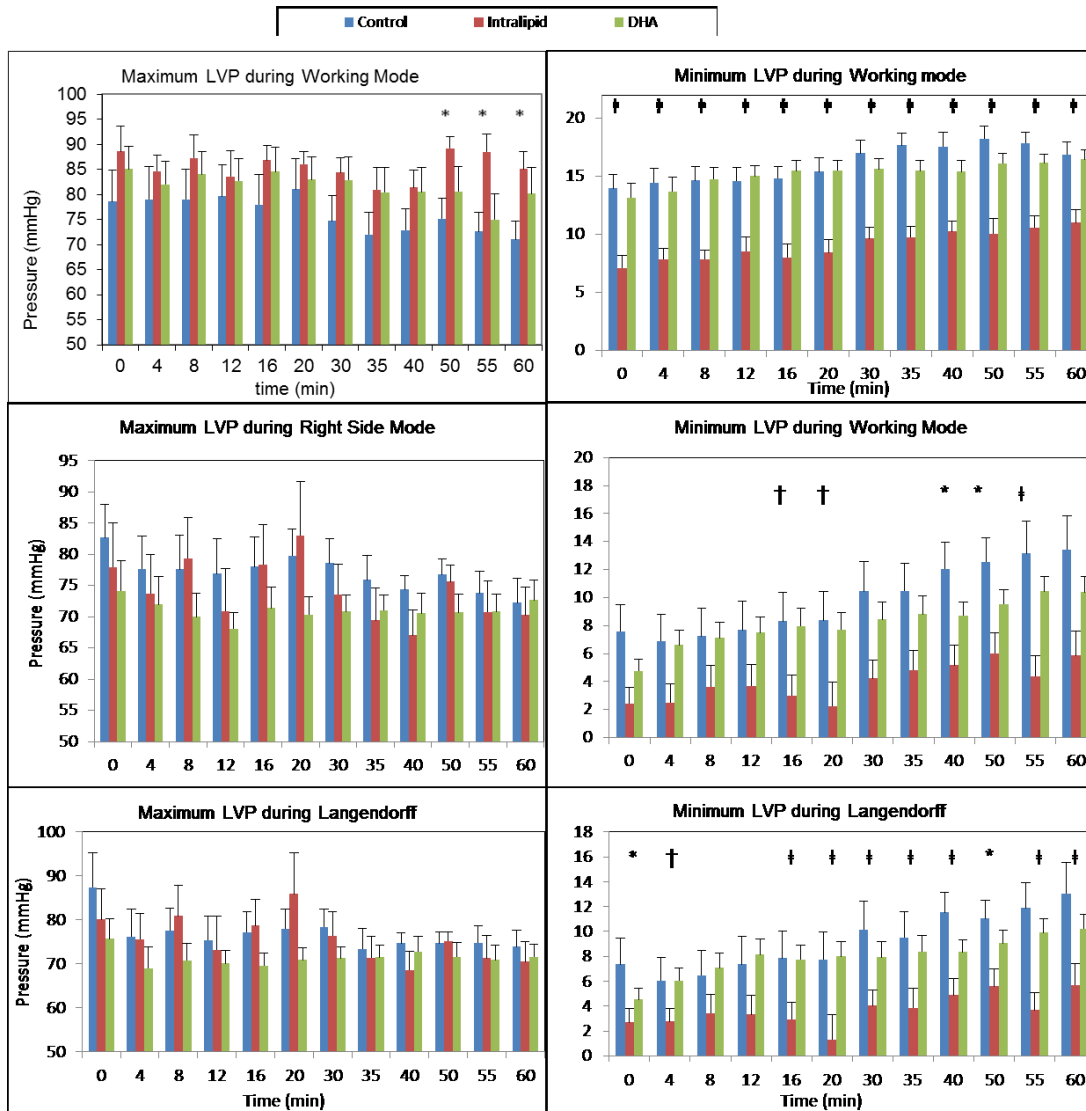 Control Intralipid DHA
Maximum LVP during Working Mode
* * *
Pressure (mmHg)
100
95
90
85
80
75
70
65
60
55
50
0 4 8 12 16 20 30 35 40 50 55 60
time (min)
Minimum LVP during Working mode
ǂ ǂ ǂ ǂ ǂ ǂ ǂ ǂ ǂ ǂ ǂ ǂ
20
15
10
5
0
0 4 8 12 16 20 30 35 40 50 55 60
Time (min)
Maximum LVP during Right Side Mode
Pressure (mmHg)
95
90
85
80
75
70
65
60
55
50
0 4 8 12 16 20 30 35 40 50 55 60
Minimum LVP during Working Mode
† † * * ǂ
20
18
16
14
12
10
8
6
4
2
0
0 4 8 12 16 20 30 35 40 50 55 60
Maximum LVP during Langendorff
Pressure (mmHg)
100
90
80
70
60
50
0 4 8 12 16 20 30 35 40 50 55 60
Time (min)
Minimum LVP during Langendorff
* † ǂ ǂ ǂ ǂ ǂ * ǂ ǂ
18
16
14
12
10
8
6
4
2
0
0 4 8 12 16 20 30 35 40 50 55 60
Time (min)